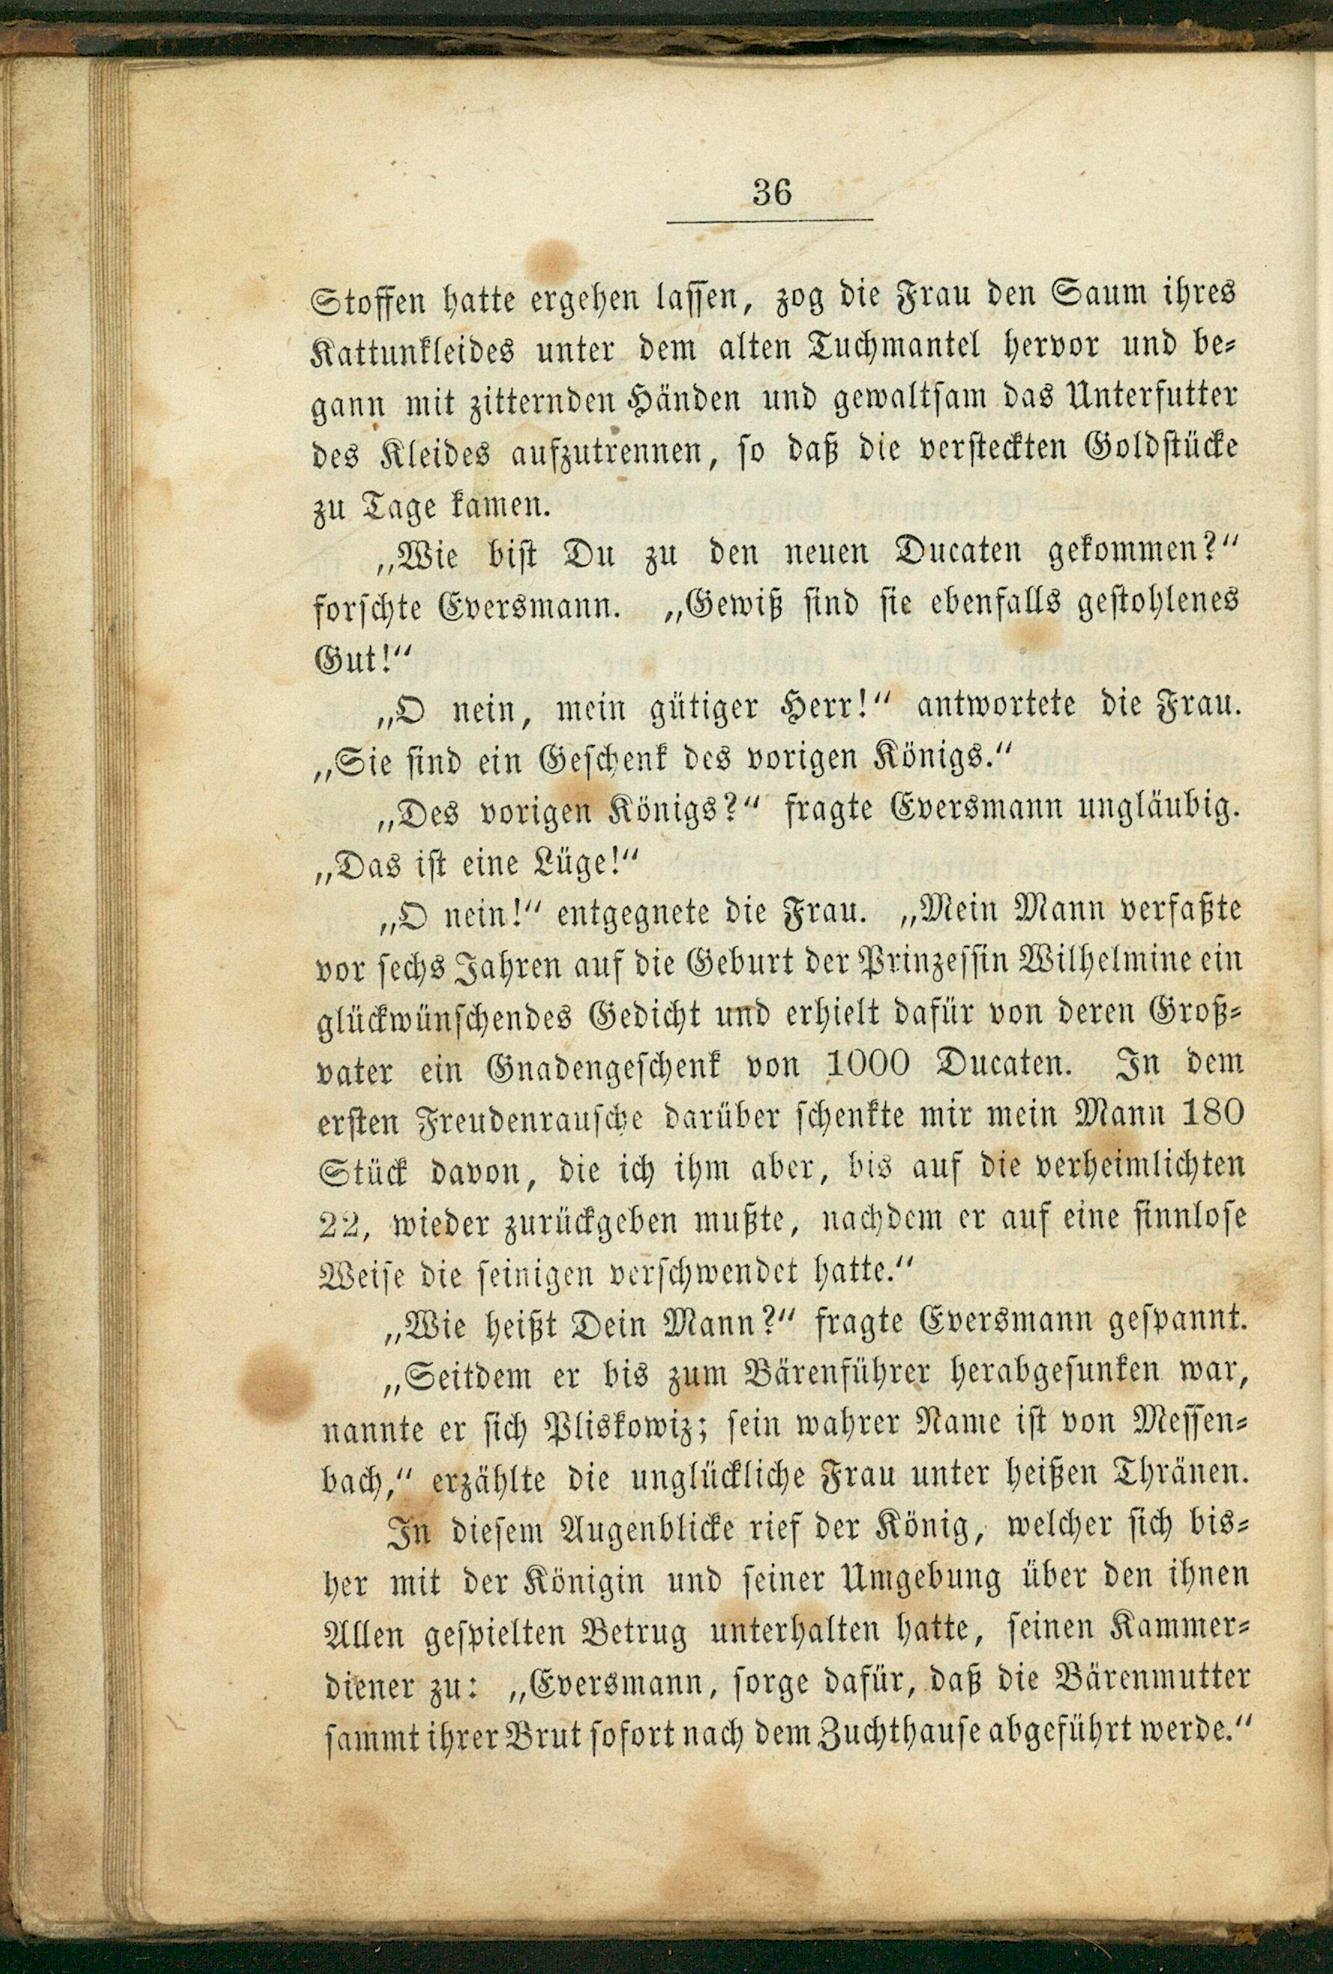 36
Stoffen hatte ergehen lassen, zog die Frau den Saum ihres
Kattunkleides unter dem alten Tuchmantel hervor und be-
gann mit zitternden Händen und gewaltsam das Unterfutter
des Kleides aufzutrennen, so daß die versteckten Goldstücke
zu Tage kamen.
„Wie bist Du zu den neuen Ducaten gekommen?“
forschte Eversmann. „Gewiß sind sie ebenfalls gestohlenes
Gut!“
„O nein, mein gütiger Herr!“ antwortete die Frau.
„Sie sind ein Geschenk des vorigen Königs.“
„Des vorigen Königs?“ fragte Eversmann ungläubig.
„Das ist eine Lüge!“
„O nein!“ entgegnete die Frau. „Mein Mann verfaßte
vor sechs Jahren auf die Geburt der Prinzessin Wilhelmine ein
glückwünschendes Gedicht und erhielt dafür von deren Groß-
vater ein Gnadengeschenk von 1000 Ducaten. In dem
ersten Freudenrausche darüber schenkte mir mein Mann 180
Stück davon, die ich ihm aber, bis auf die verheimlichten
22, wieder zurückgeben mußte, nachdem er auf eine sinnlose
Weise die seinigen verschwendet hatte.“
„Wie heißt Dein Mann?“ fragte Eversmann gespannt.
„Seitdem er bis zum Bärenführer herabgesunken war,
nannte er sich Pliskowiz; sein wahrer Name ist von Messen-
bach,“ erzählte die unglückliche Frau unter heißen Thränen.
In diesem Augenblicke rief der König, welcher sich bis-
her mit der Königin und seiner Umgebung über den ihnen
Allen gespielten Betrug unterhalten hatte, seinen Kammer-
diener zu: „Eversmann, sorge dafür, daß die Bärenmutter
sammt ihrer Brut sofort nach dem Zuchthause abgeführt werde.“